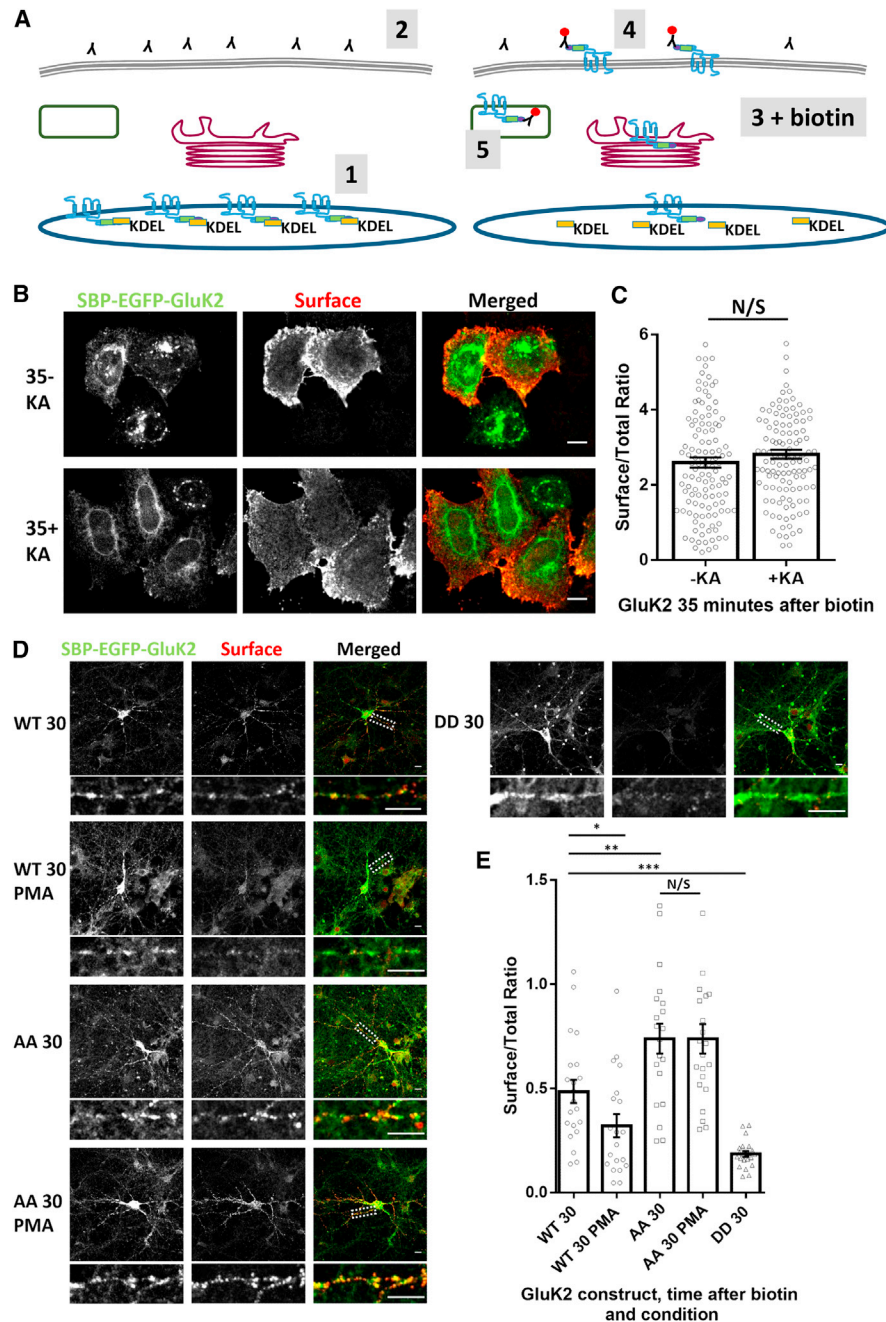 A
2
4
3 + biotin
5
1
KDEL KDEL KDEL KDEL
KDEL KDEL KDEL KDEL
B
SBP-EGFP-GluK2 Surface Merged
35-
KA
35+
KA
C
N/S
Surface/Total Ratio
6
4
2
0
-KA +KA
GluK2 35 minutes after biotin
D
SBP-EGFP-GluK2 Surface Merged
WT 30
WT 30
PMA
AA 30
AA 30
PMA
DD 30
E
*
**
***
N/S
Surface/Total Ratio
1.5
1.0
0.5
0.0
WT 30
WT 30 PMA
AA 30
AA 30 PMA
DD 30
GluK2 construct, time after biotin
and condition